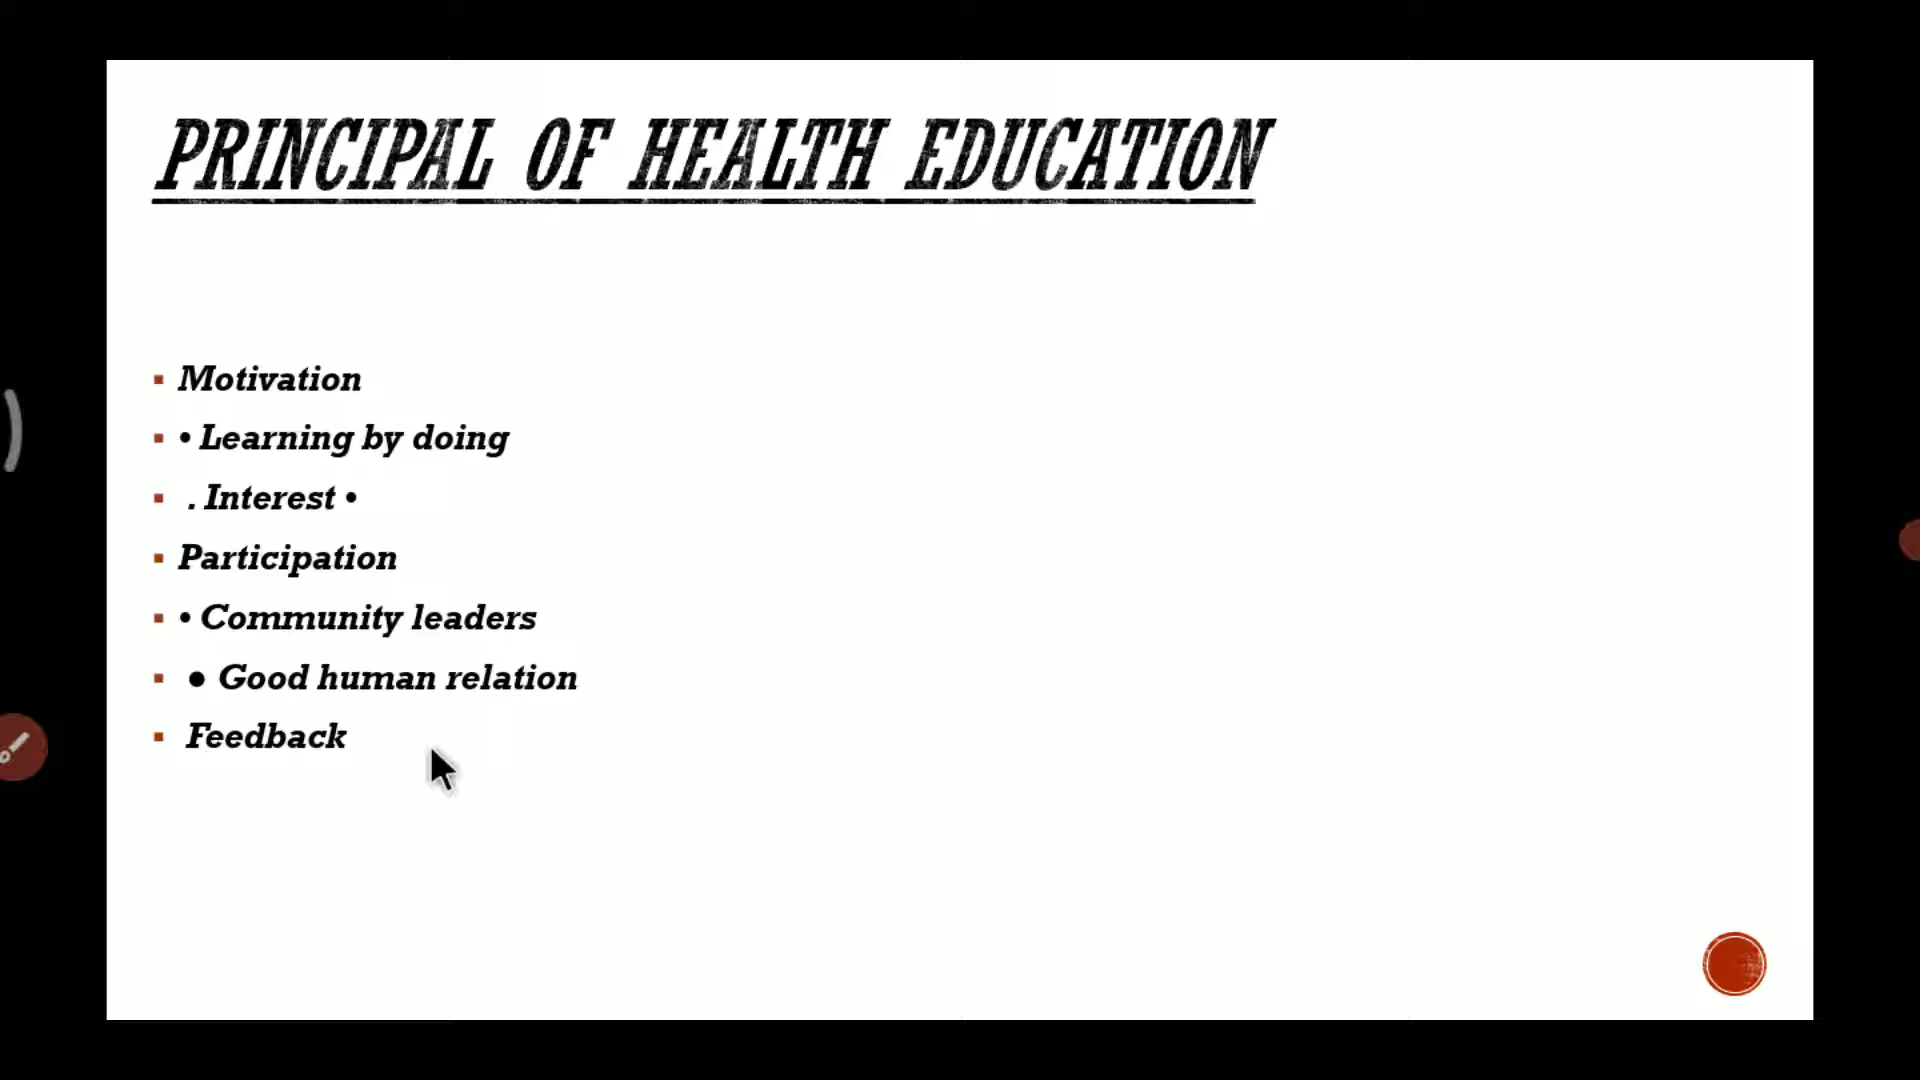 PRINCIPAL OF HEALTH EDUCATION
▪ Motivation
▪ • Learning by doing
▪ . Interest •
▪ Participation
▪ • Community leaders
▪ ● Good human relation
▪ Feedback